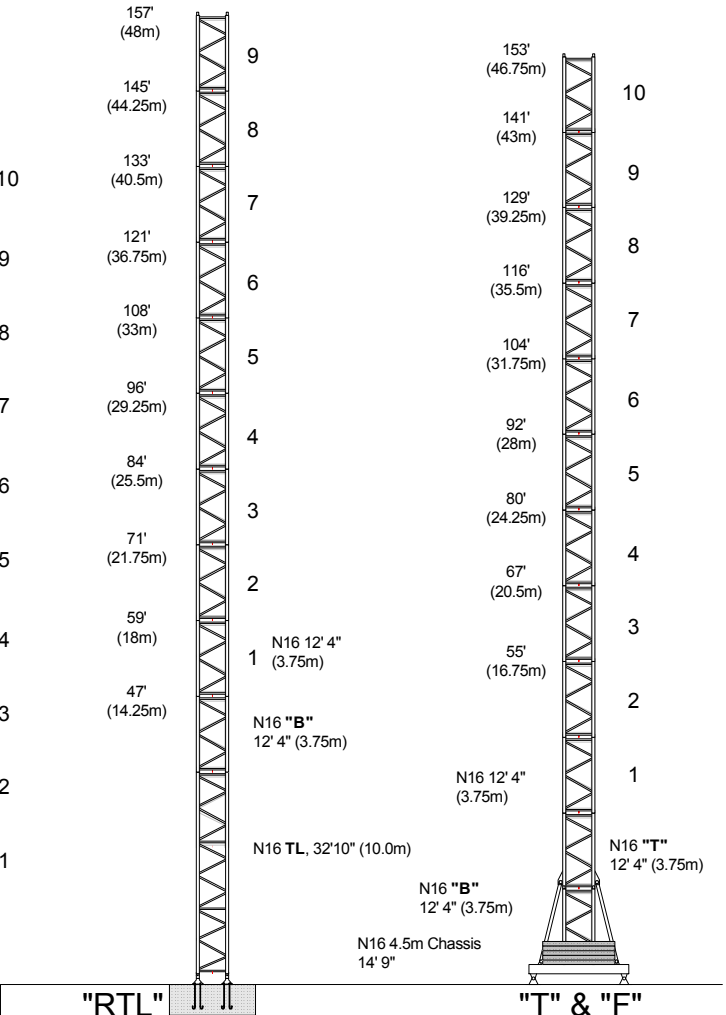 10
9
8
7
6
5
4
3
2
1
157'
(48m)
145'
(44.25m)
133'
(40.5m)
121'
(36.75m)
108'
(33m)
96'
(29.25m)
84'
(25.5m)
71'
(21.75m)
59'
(18m)
47'
(14.25m)
9
8
7
6
5
4
3
2
1
N16 12' 4"
(3.75m)
N16 "B"
12' 4" (3.75m)
N16 TL, 32'10" (10.0m)
"RTL"
153'
(46.75m)
141'
(43m)
129'
(39.25m)
116'
(35.5m)
104'
(31.75m)
92'
(28m)
80'
(24.25m)
67'
(20.5m)
55'
(16.75m)
N16 12' 4"
(3.75m)
N16 "B"
12' 4" (3.75m)
N16 4.5m Chassis
14' 9"
10
9
8
7
6
5
4
3
2
1
N16 "T"
12' 4" (3.75m)
"T" & "F"